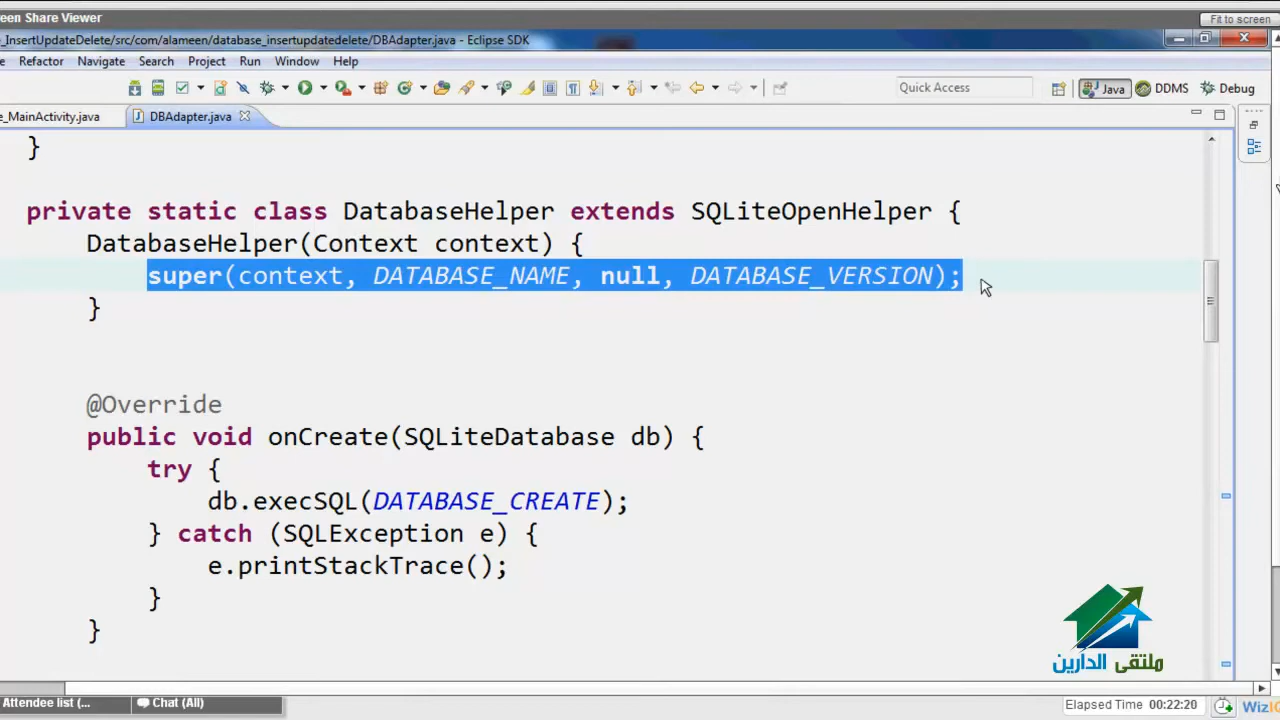 reen Share Viewer
Fit to screen
_InsertUpdateDelete/src/com/alameen/database_insertupdatedelete/DBAdapter.java - Eclipse SDK
e Refactor Navigate Search Project Run Window Help
Quick Access
Java DDMS Debug
e_MainActivity.java DBAdapter.java
}
private static class DatabaseHelper extends SQLiteOpenHelper {
DatabaseHelper(Context context) {
super(context, DATABASE_NAME, null, DATABASE_VERSION);
}
@Override
public void onCreate(SQLiteDatabase db) {
try {
db.execSQL(DATABASE_CREATE);
} catch (SQLException e) {
e.printStackTrace();
}
}
ملتقى الدارين
Attendee list (... Chat (All)
Elapsed Time 00:22:20 WizI